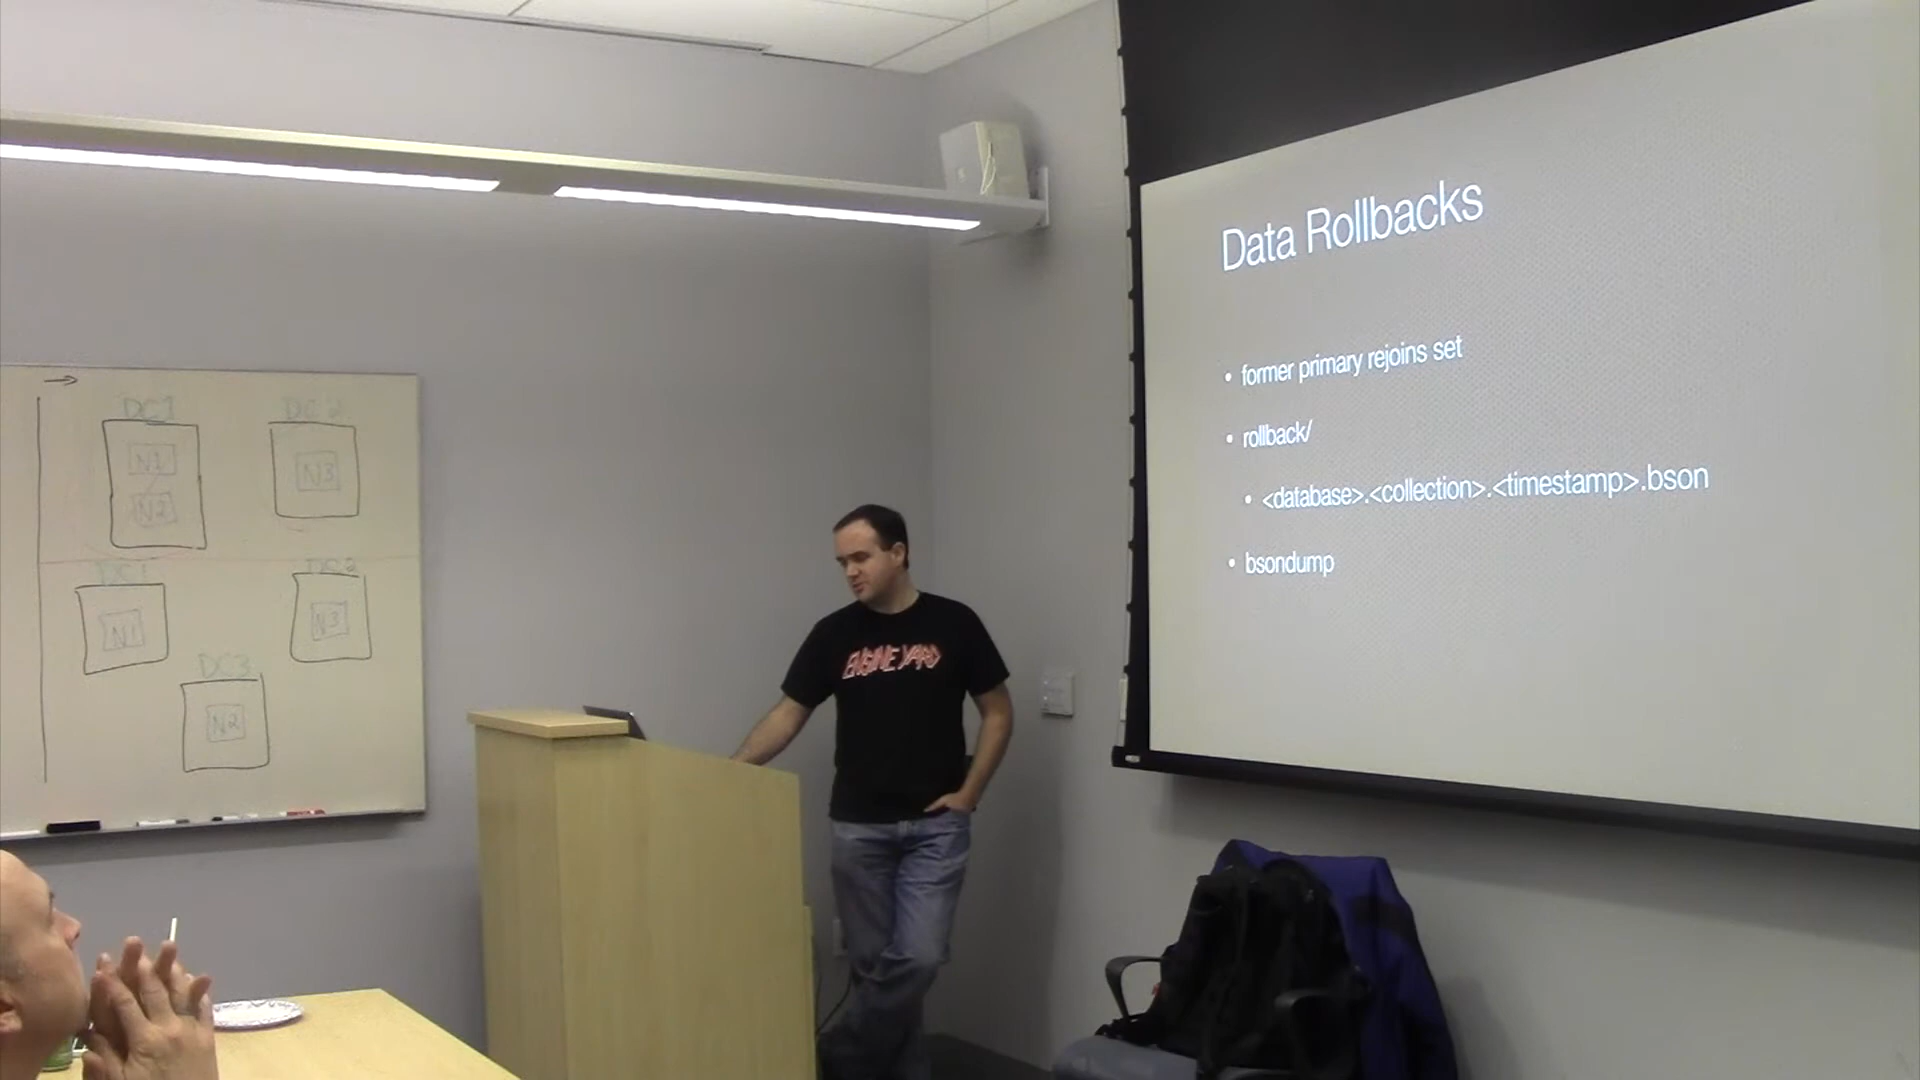 Data Rollbacks
• former primary rejoins set
• rollback/
• <database>.<collection>.<timestamp>.bson
• bsondump
ENGINE YARD
→
DC1
DC2
N1
N2
N3
DC1
DC2
N1
N3
DC3
N2